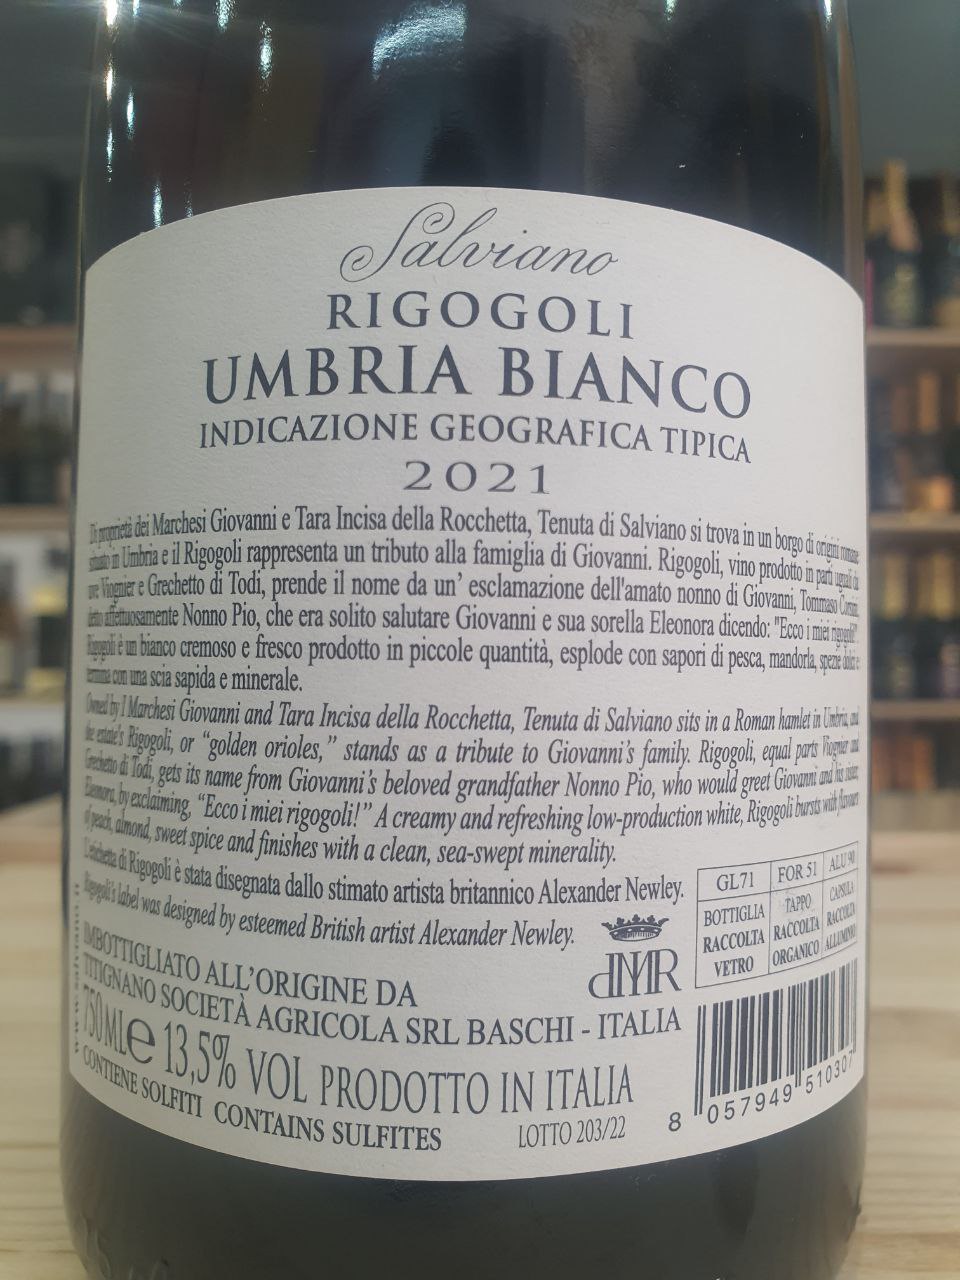 Salviano
RIGOGOLI
UMBRIA BIANCO
INDICAZIONE GEOGRAFICA TIPICA
2021
Di proprietà dei Marchesi Giovanni e Tara Incisa della Rocchetta, Tenuta di Salviano si trova in un borgo di origini romane
situato in Umbria e il Rigogoli rappresenta un tributo alla famiglia di Giovanni. Rigogoli, vino prodotto in parti uguali da
uve Viognier e Grechetto di Todi, prende il nome da un' esclamazione dell'amato nonno di Giovanni, Tommaso Corsini,
detto affettuosamente Nonno Pio, che era solito salutare Giovanni e sua sorella Eleonora dicendo: "Ecco i miei rigogoli!".
Rigogoli è un bianco cremoso e fresco prodotto in piccole quantità, esplode con sapori di pesca, mandorla, spezie dolci e
termina con una scia sapida e minerale.
Owned by I Marchesi Giovanni and Tara Incisa della Rocchetta, Tenuta di Salviano sits in a Roman hamlet in Umbria, and
the estate's Rigogoli, or “golden orioles,” stands as a tribute to Giovanni's family. Rigogoli, equal parts Viognier and
Grechetto di Todi, gets its name from Giovanni's beloved grandfather Nonno Pio, who would greet Giovanni and his sister,
Eleonora, by exclaiming, “Ecco i miei rigogoli!” A creamy and refreshing low-production white, Rigogoli bursts with flavours
of peach, almond, sweet spice and finishes with a clean, sea-swept minerality.
L'etichetta di Rigogoli è stata disegnata dallo stimato artista britannico Alexander Newley.
Rigogoli's label was designed by esteemed British artist Alexander Newley.
GL71 FOR 51 ALU 90
BOTTIGLIA TAPPO CAPSULA
RACCOLTA RACCOLTA RACCOLTA
VETRO ORGANICO ALLUMINIO
IMBOTTIGLIATO ALL'ORIGINE DA
TITIGNANO SOCIETÀ AGRICOLA SRL BASCHI - ITALIA
750 ML e 13,5% VOL PRODOTTO IN ITALIA
CONTIENE SOLFITI CONTAINS SULFITES
LOTTO 203/22
8 057949 510307
www.salviano.it